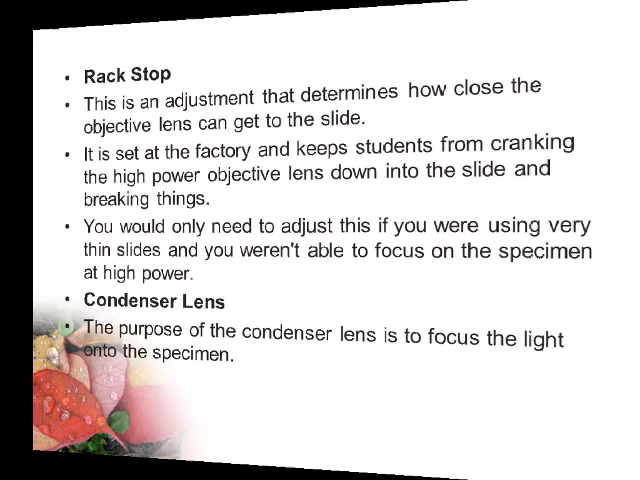 • Rack Stop
• This is an adjustment that determines how close the
objective lens can get to the slide.
• It is set at the factory and keeps students from cranking
the high power objective lens down into the slide and
breaking things.
• You would only need to adjust this if you were using very
thin slides and you weren't able to focus on the specimen
at high power.
• Condenser Lens
• The purpose of the condenser lens is to focus the light
onto the specimen.